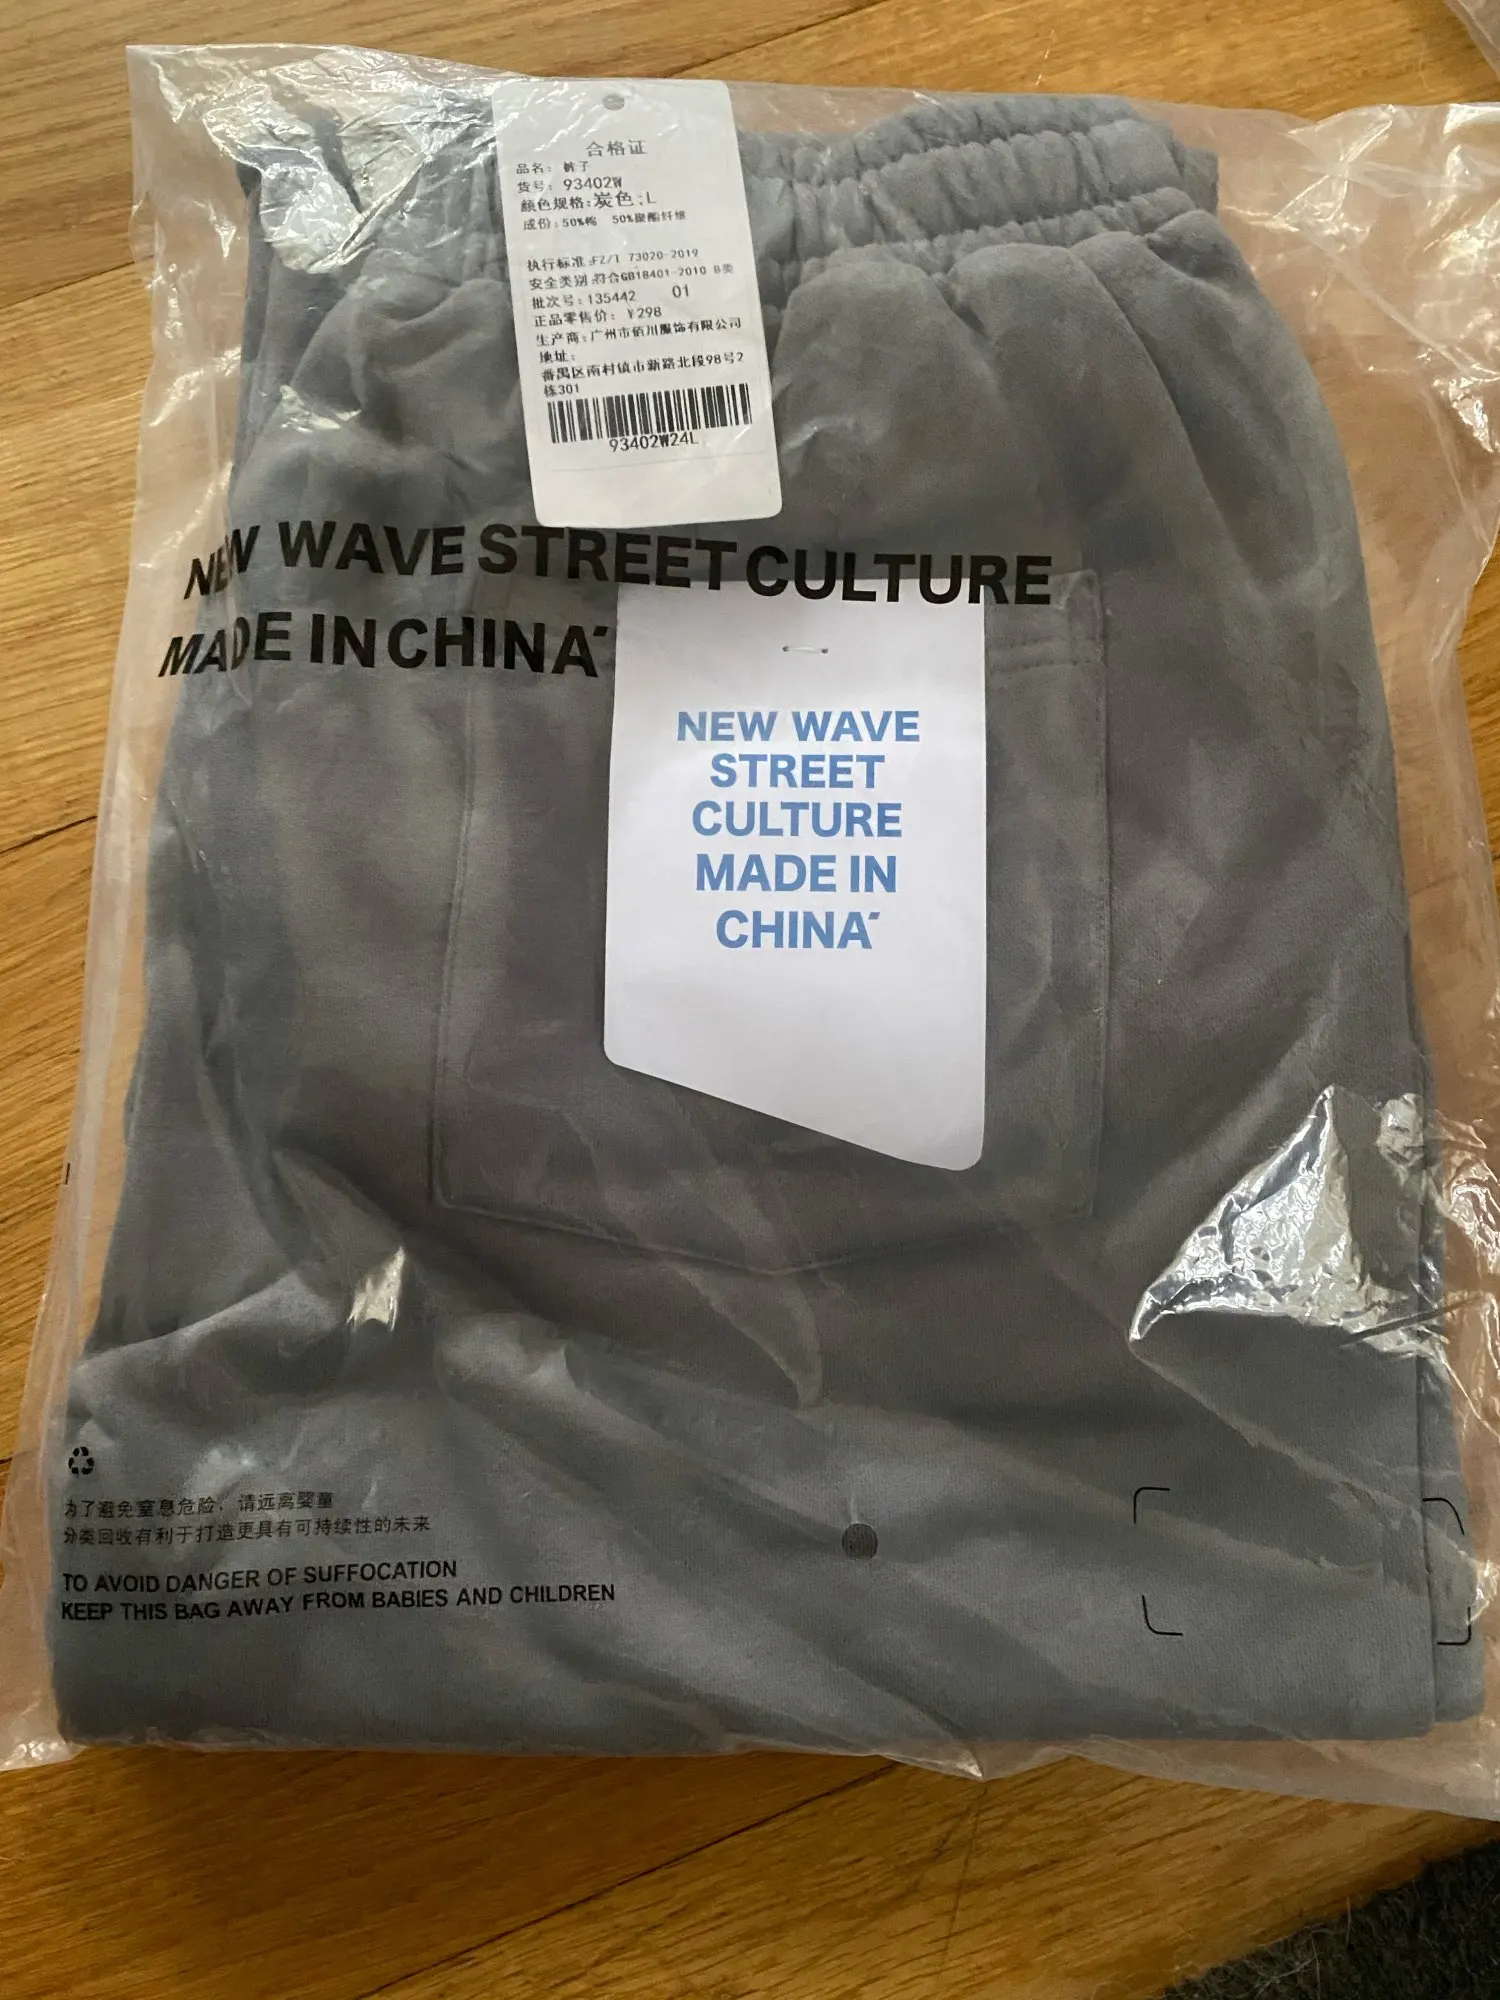 合格证
品名: 裤子
货号: 93402W
颜色规格:炭色;L
成份:50%棉 50%聚酯纤维
执行标准:FZ/T 73020-2019
安全类别:符合GB18401-2010 B类
批次号:135442 01
正品零售价: ¥298
生产商:广州市佰川服饰有限公司
地址:
番禺区南村镇市新路北段98号2
栋301
93402W24L
NEW WAVE STREET CULTURE
MADE IN CHINA
NEW WAVE
STREET
CULTURE
MADE IN
CHINA
为了避免窒息危险，请远离婴童
分类回收有利于打造更具有可持续性的未来
TO AVOID DANGER OF SUFFOCATION
KEEP THIS BAG AWAY FROM BABIES AND CHILDREN